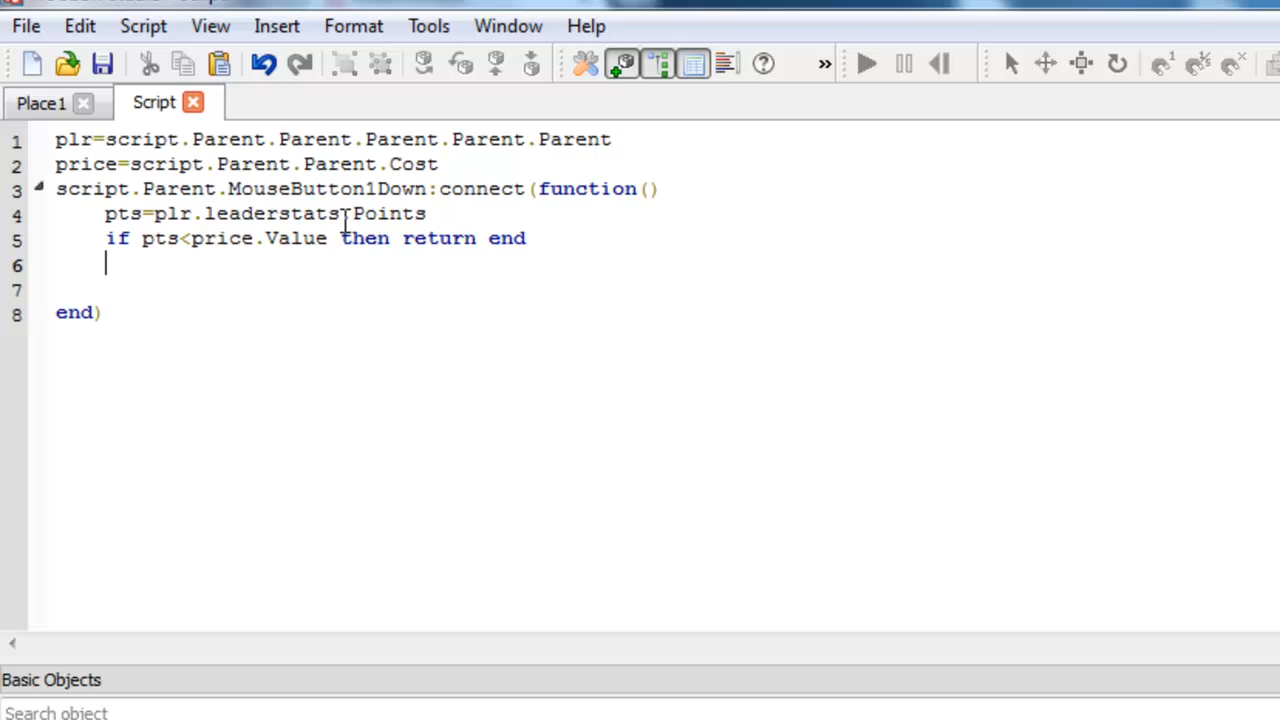 File Edit Script View Insert Format Tools Window Help
»
Place1 Script
1 plr=script.Parent.Parent.Parent.Parent.Parent
2 price=script.Parent.Parent.Cost
3 script.Parent.MouseButton1Down:connect(function()
4 pts=plr.leaderstats.Points
5 if pts<price.Value then return end
6
7
8 end)
Basic Objects
Search object